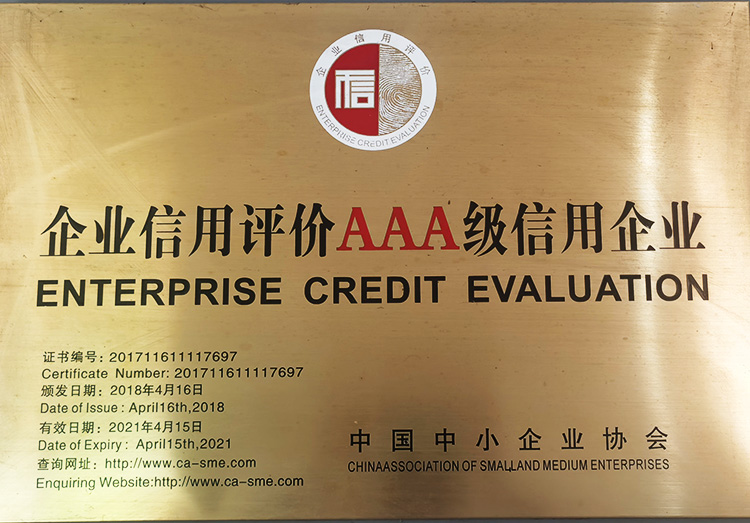 企业信用评价
信
ENTERPRISE CREDIT EVALUATION
企业信用评价AAA级信用企业
ENTERPRISE CREDIT EVALUATION
证书编号: 201711611117697
Certificate Number: 201711611117697
颁发日期: 2018年4月16日
Date of Issue : April16th,2018
有效日期: 2021年4月15日
Date of Expiry : April15th,2021
查询网址: http://www.ca-sme.com
Enquiring Website:http://www.ca-sme.com
中国中小企业协会
CHINAASSOCIATION OF SMALLAND MEDIUM ENTERPRISES